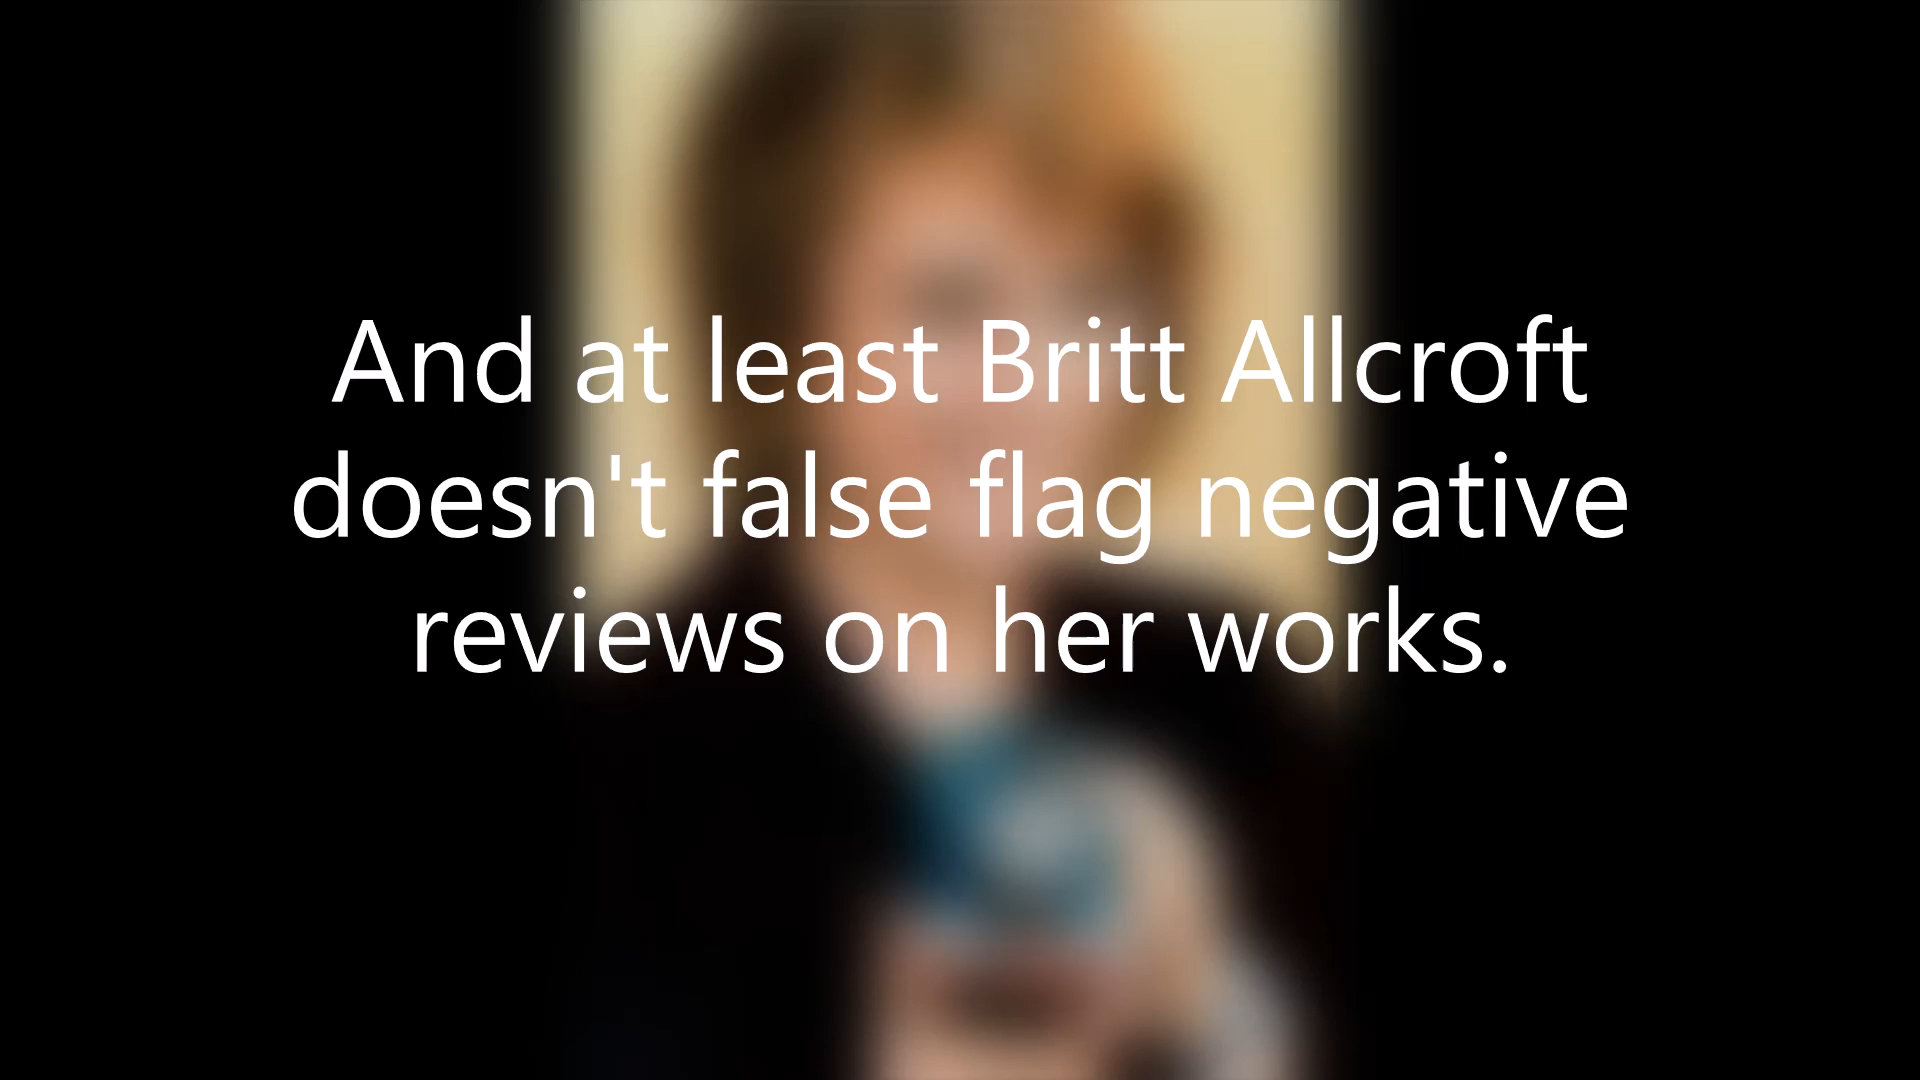 And at least Britt Allcroft
doesn't false flag negative
reviews on her works.